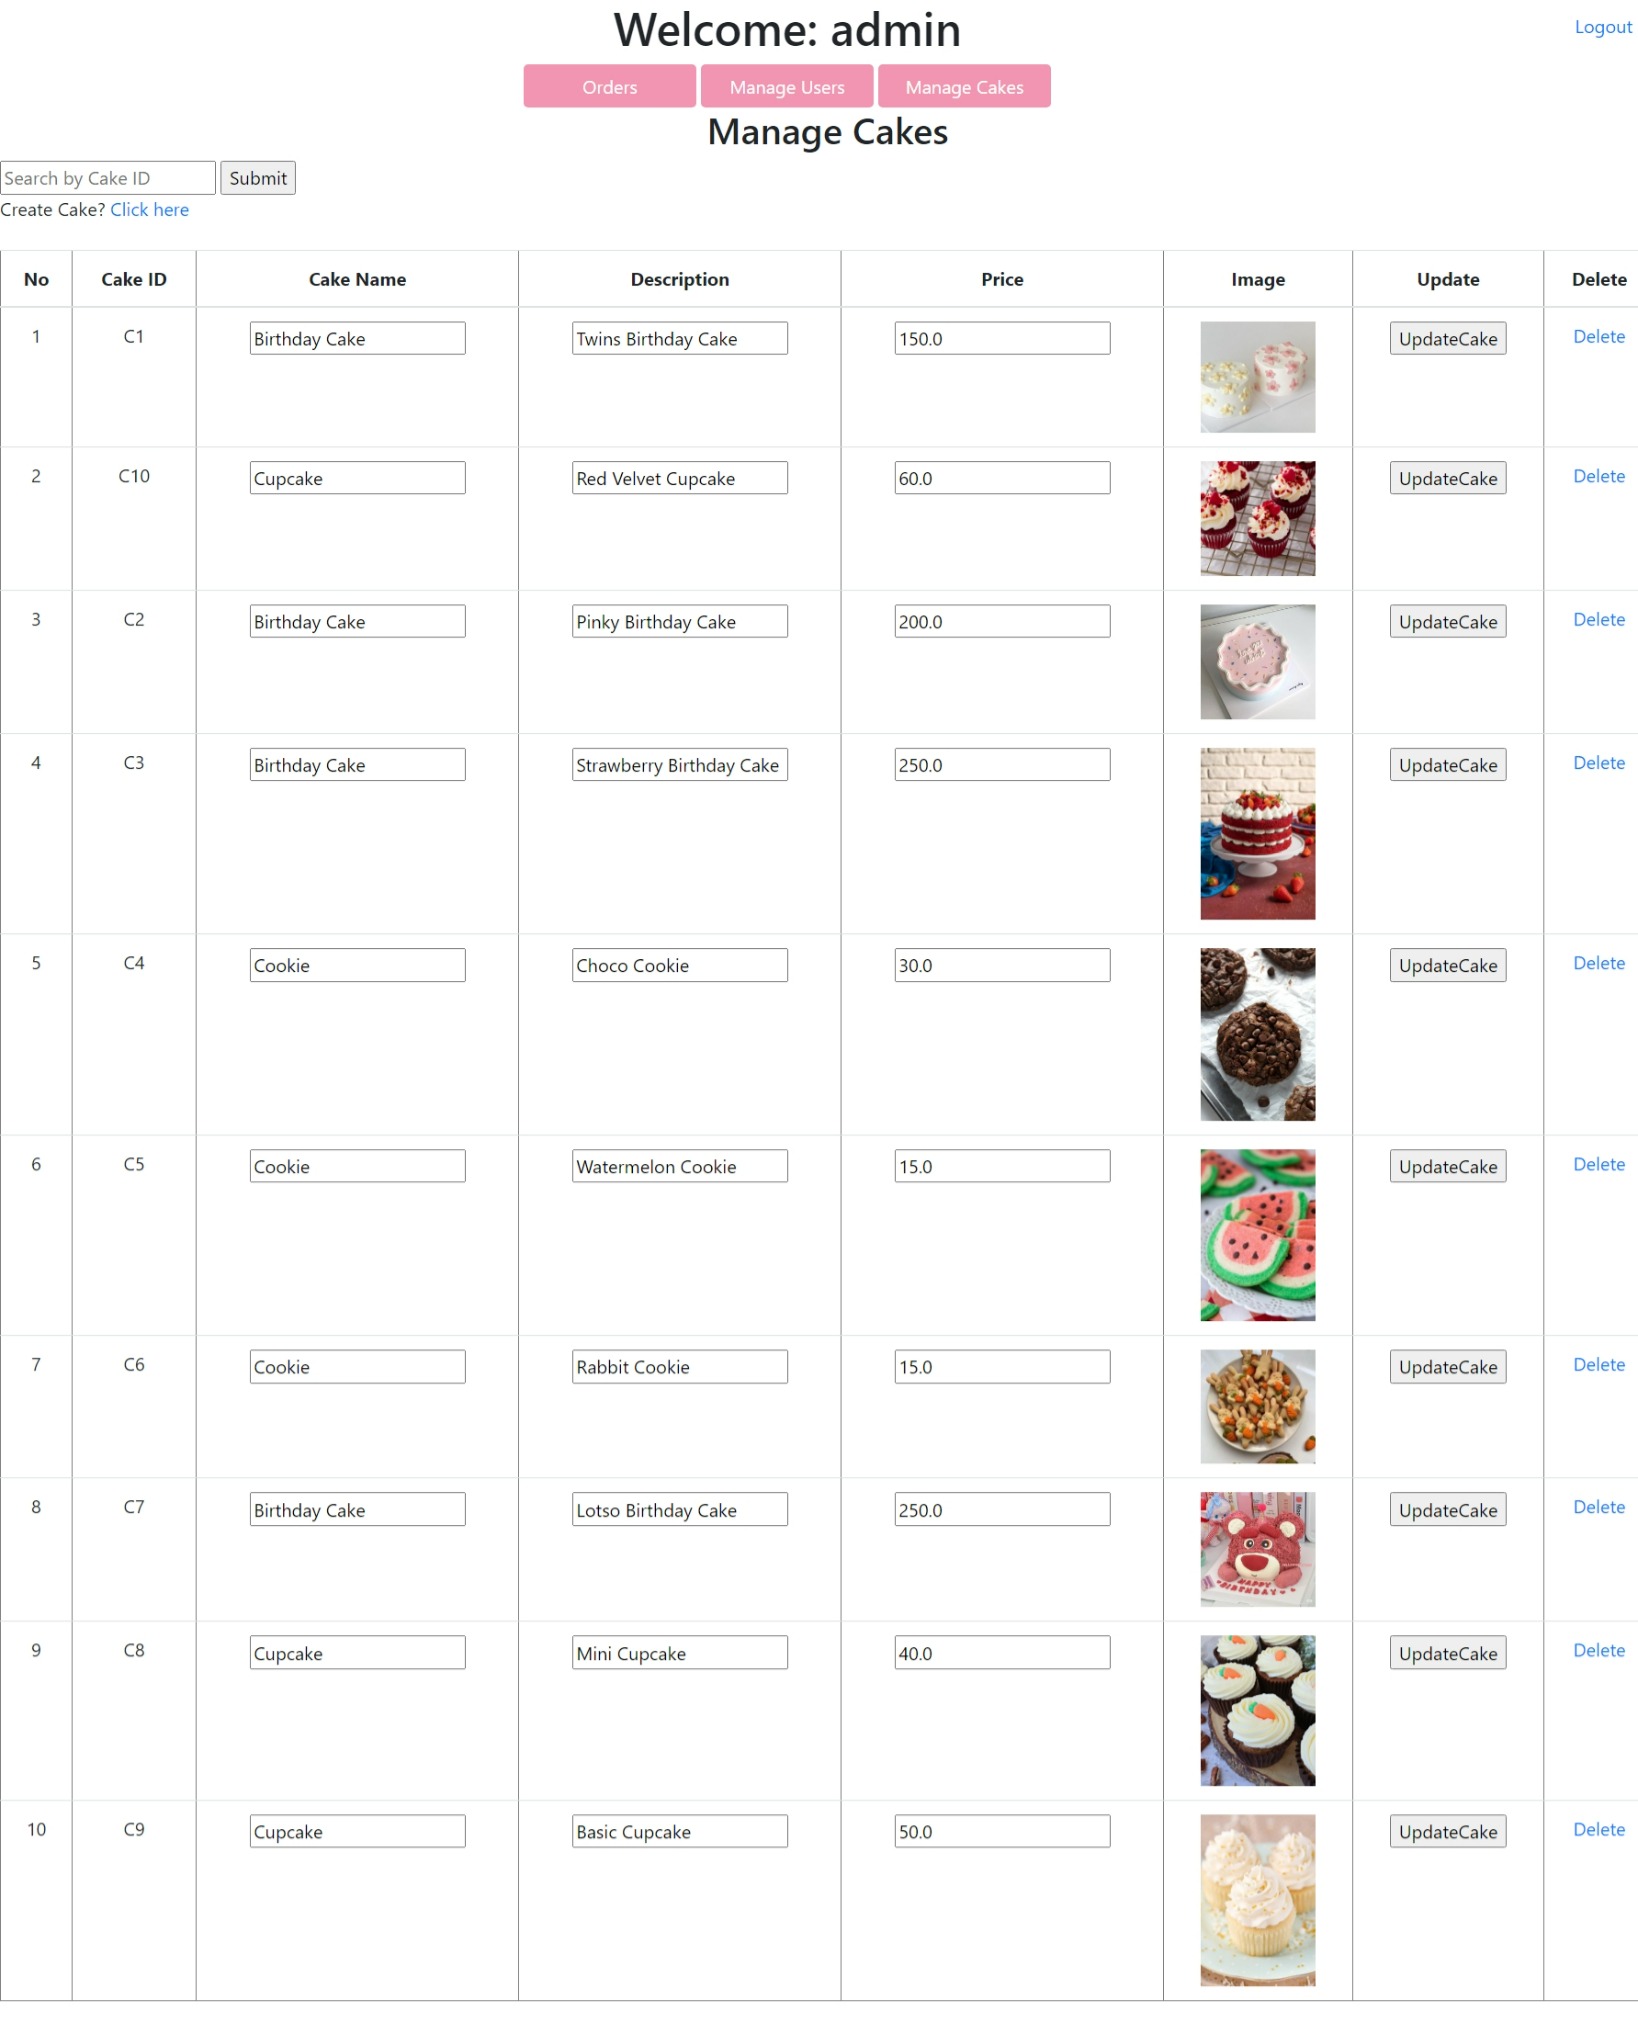 Welcome: admin
Logout
Orders
Manage Users
Manage Cakes
Manage Cakes
Search by Cake ID
Submit
Create Cake? Click here
No Cake ID Cake Name Description Price Image Update Delete
1 C1 Birthday Cake Twins Birthday Cake 150.0 UpdateCake Delete
2 C10 Cupcake Red Velvet Cupcake 60.0 UpdateCake Delete
3 C2 Birthday Cake Pinky Birthday Cake 200.0 UpdateCake Delete
4 C3 Birthday Cake Strawberry Birthday Cake 250.0 UpdateCake Delete
5 C4 Cookie Choco Cookie 30.0 UpdateCake Delete
6 C5 Cookie Watermelon Cookie 15.0 UpdateCake Delete
7 C6 Cookie Rabbit Cookie 15.0 UpdateCake Delete
8 C7 Birthday Cake Lotso Birthday Cake 250.0 UpdateCake Delete
HAPPY
BIRTHDAY
9 C8 Cupcake Mini Cupcake 40.0 UpdateCake Delete
10 C9 Cupcake Basic Cupcake 50.0 UpdateCake Delete